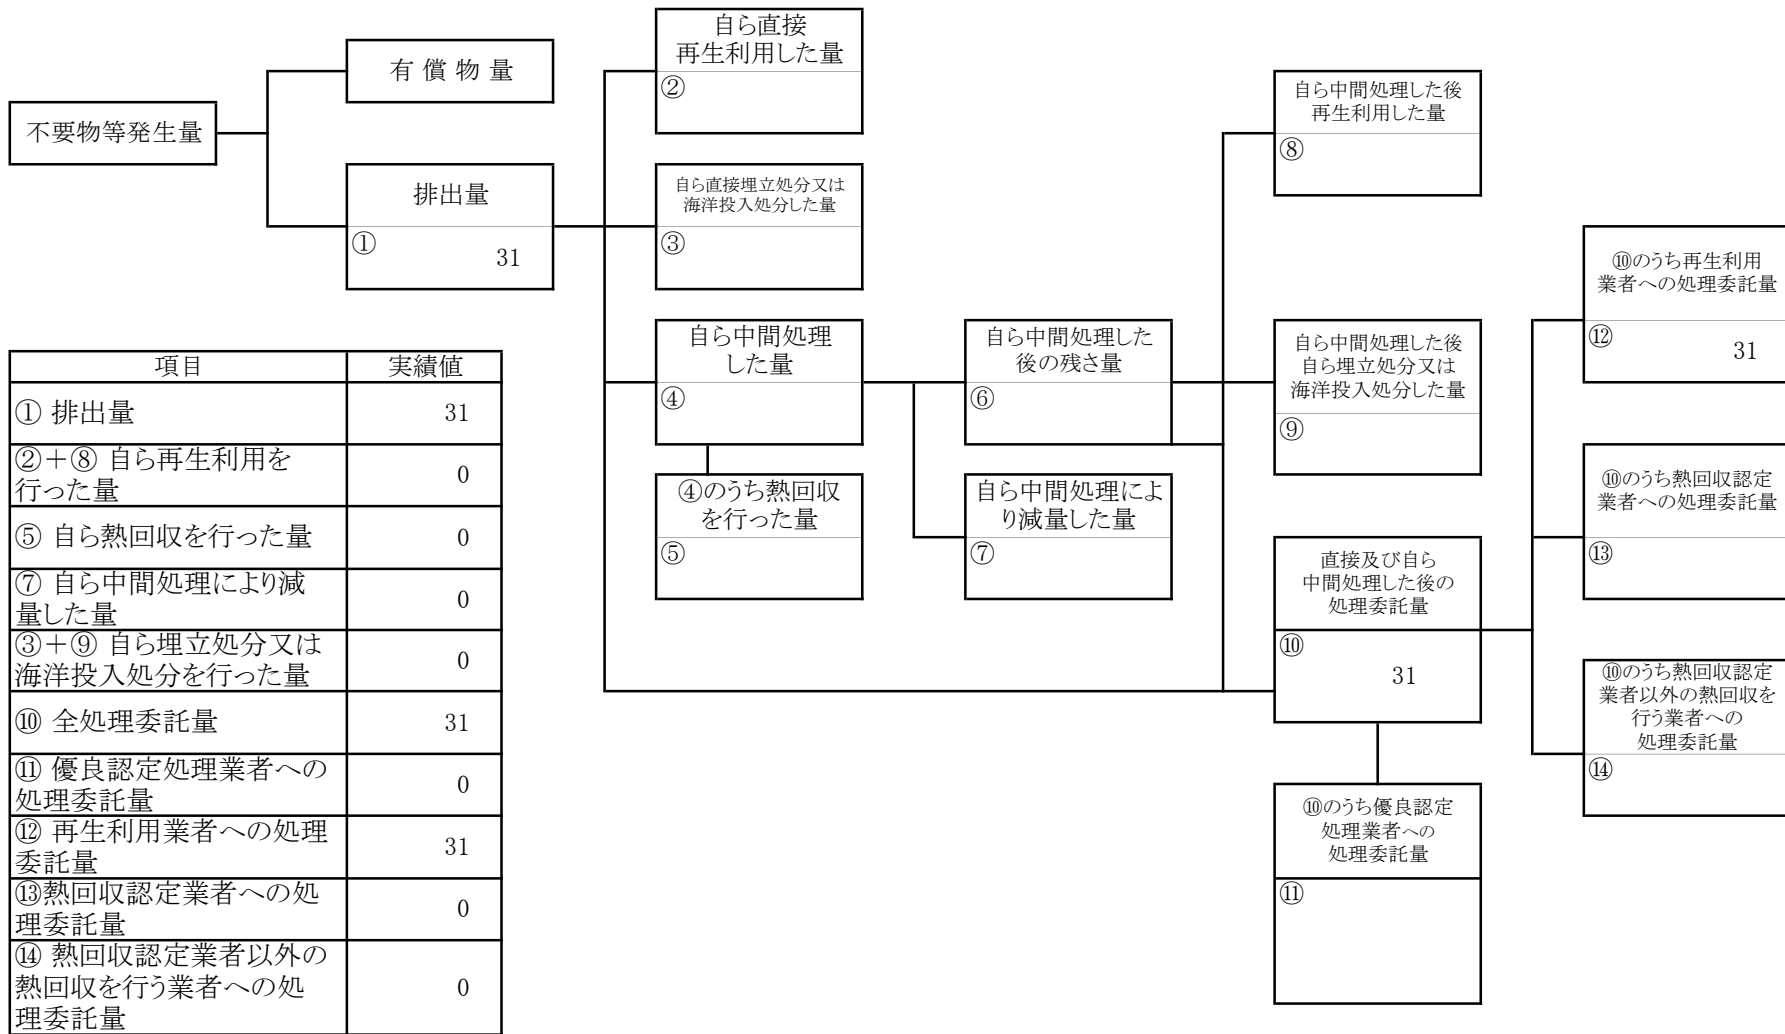 不要物等発生量
有償物量
排出量
①
31
自ら直接
再生利用した量
②
自ら直接埋立処分又は
海洋投入処分した量
③
自ら中間処理
した量
④
④のうち熱回収
を行った量
⑤
自ら中間処理した
後の残さ量
⑥
自ら中間処理によ
り減量した量
⑦
自ら中間処理した後
再生利用した量
⑧
自ら中間処理した後
自ら埋立処分又は
海洋投入処分した量
⑨
直接及び自ら
中間処理した後の
処理委託量
⑩
31
⑩のうち優良認定
処理業者への
処理委託量
⑪
⑩のうち再生利用
業者への処理委託量
⑫
31
⑩のうち熱回収認定
業者への処理委託量
⑬
⑩のうち熱回収認定
業者以外の熱回収を
行う業者への
処理委託量
⑭
項目 実績値
① 排出量 31
②+⑧ 自ら再生利用を
行った量 0
⑤ 自ら熱回収を行った量 0
⑦ 自ら中間処理により減
量した量 0
③+⑨ 自ら埋立処分又は
海洋投入処分を行った量 0
⑩ 全処理委託量 31
⑪ 優良認定処理業者への
処理委託量 0
⑫ 再生利用業者への処理
委託量 31
⑬熱回収認定業者への処
理委託量 0
⑭ 熱回収認定業者以外の
熱回収を行う業者への処
理委託量 0